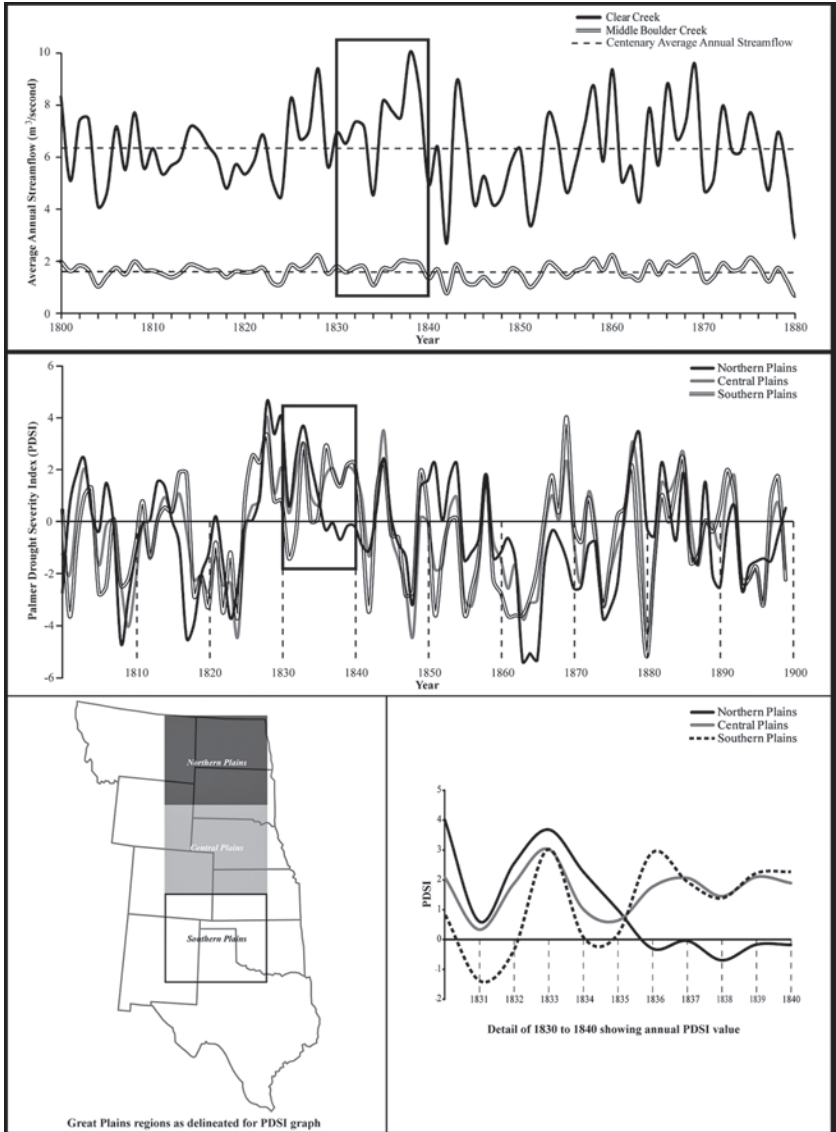 Clear Creek
Middle Boulder Creek
Centenary Average Annual Streamflow
Average Annual Streamflow (m³/second)
10
8
6
4
2
0
1800
1810
1820
1830
1840
1850
1860
1870
1880
Year
Northern Plains
Central Plains
Southern Plains
Palmer Drought Severity Index (PDSI)
6
4
2
0
-2
-4
-6
1810
1820
1830
1840
1850
1860
1870
1880
1890
1900
Year
Northern Plains
Central Plains
Southern Plains
Great Plains regions as delineated for PDSI graph
Northern Plains
Central Plains
Southern Plains
PDSI
5
4
3
2
1
0
-1
-2
1831
1832
1833
1834
1835
1836
1837
1838
1839
1840
Detail of 1830 to 1840 showing annual PDSI value